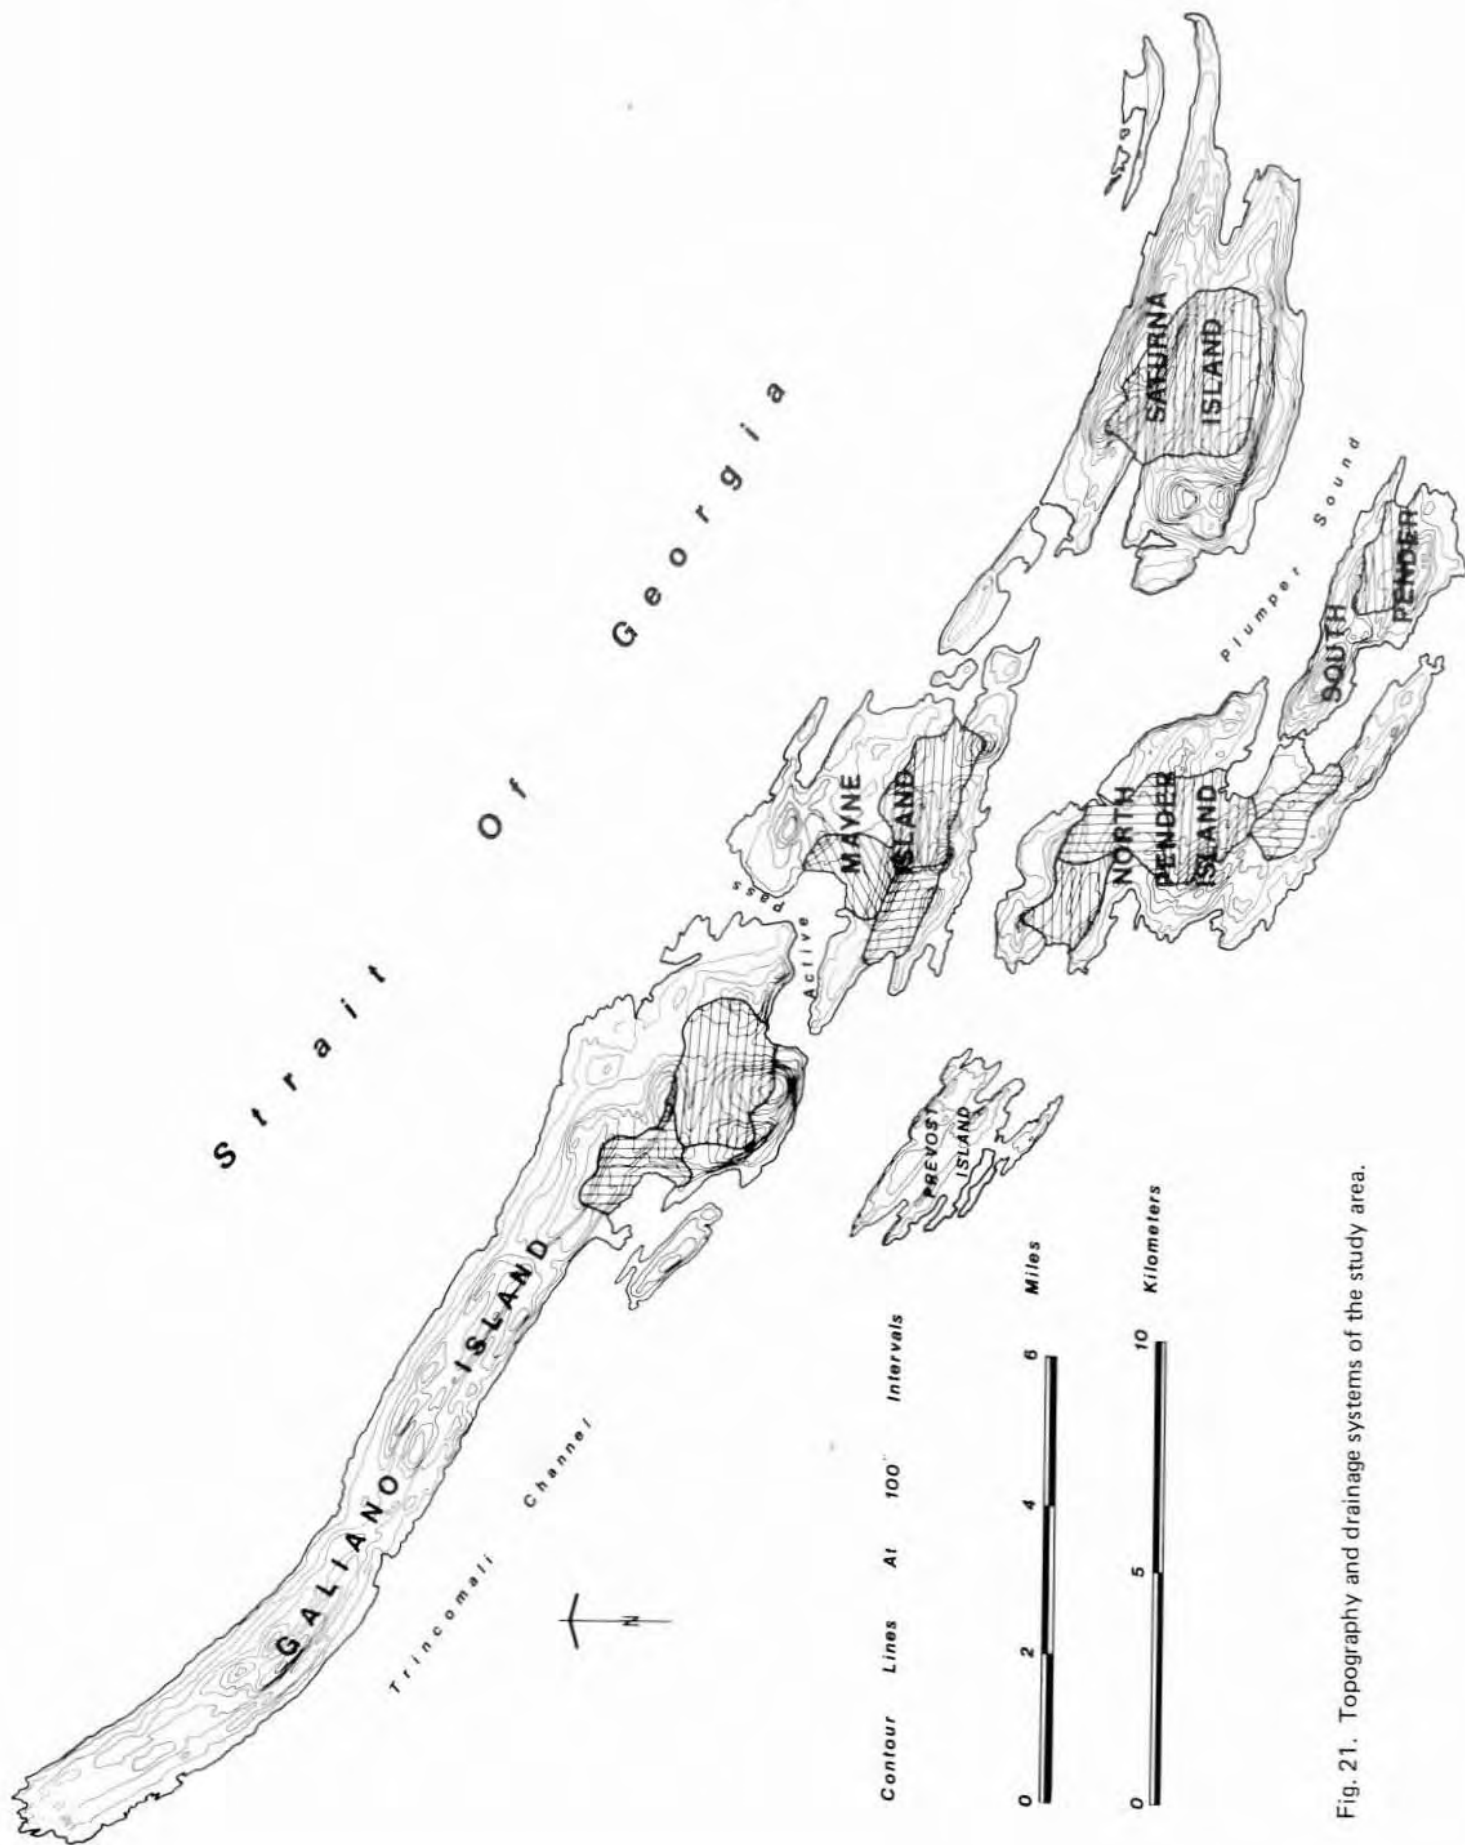 Strait Of Georgia
GALIANO ISLAND
Trincomali Channel
Active Pass
MAYNE
ISLAND
PREVOST
ISLAND
NORTH
PENDER
ISLAND
SOUTH
PENDER
Plumper Sound
SATURNA
ISLAND
N
Contour Lines At 100' Intervals
0 2 4 6 Miles
0 5 10 Kilometers
Fig. 21. Topography and drainage systems of the study area.